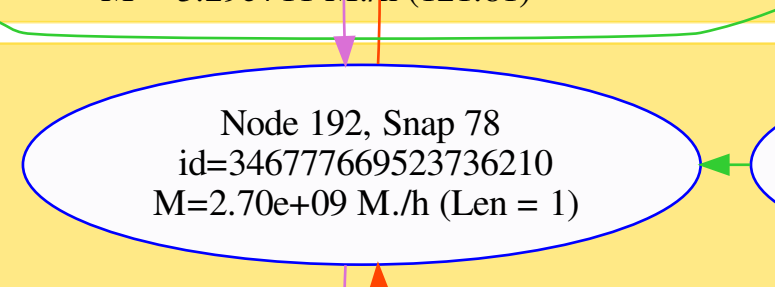 Node 192, Snap 78
id=346777669523736210
M=2.70e+09 M./h (Len = 1)